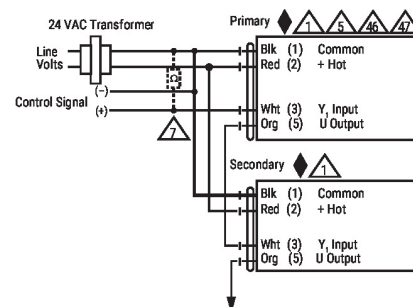 24 VAC Transformer
Line
Volts
Control Signal
(–)
(+)
Ω
7
Primary 1 5 46 47
Blk (1) Common
Red (2) + Hot
Wht (3) Y1 Input
Org (5) U Output
Secondary 1
Blk (1) Common
Red (2) + Hot
Wht (3) Y1 Input
Org (5) U Output